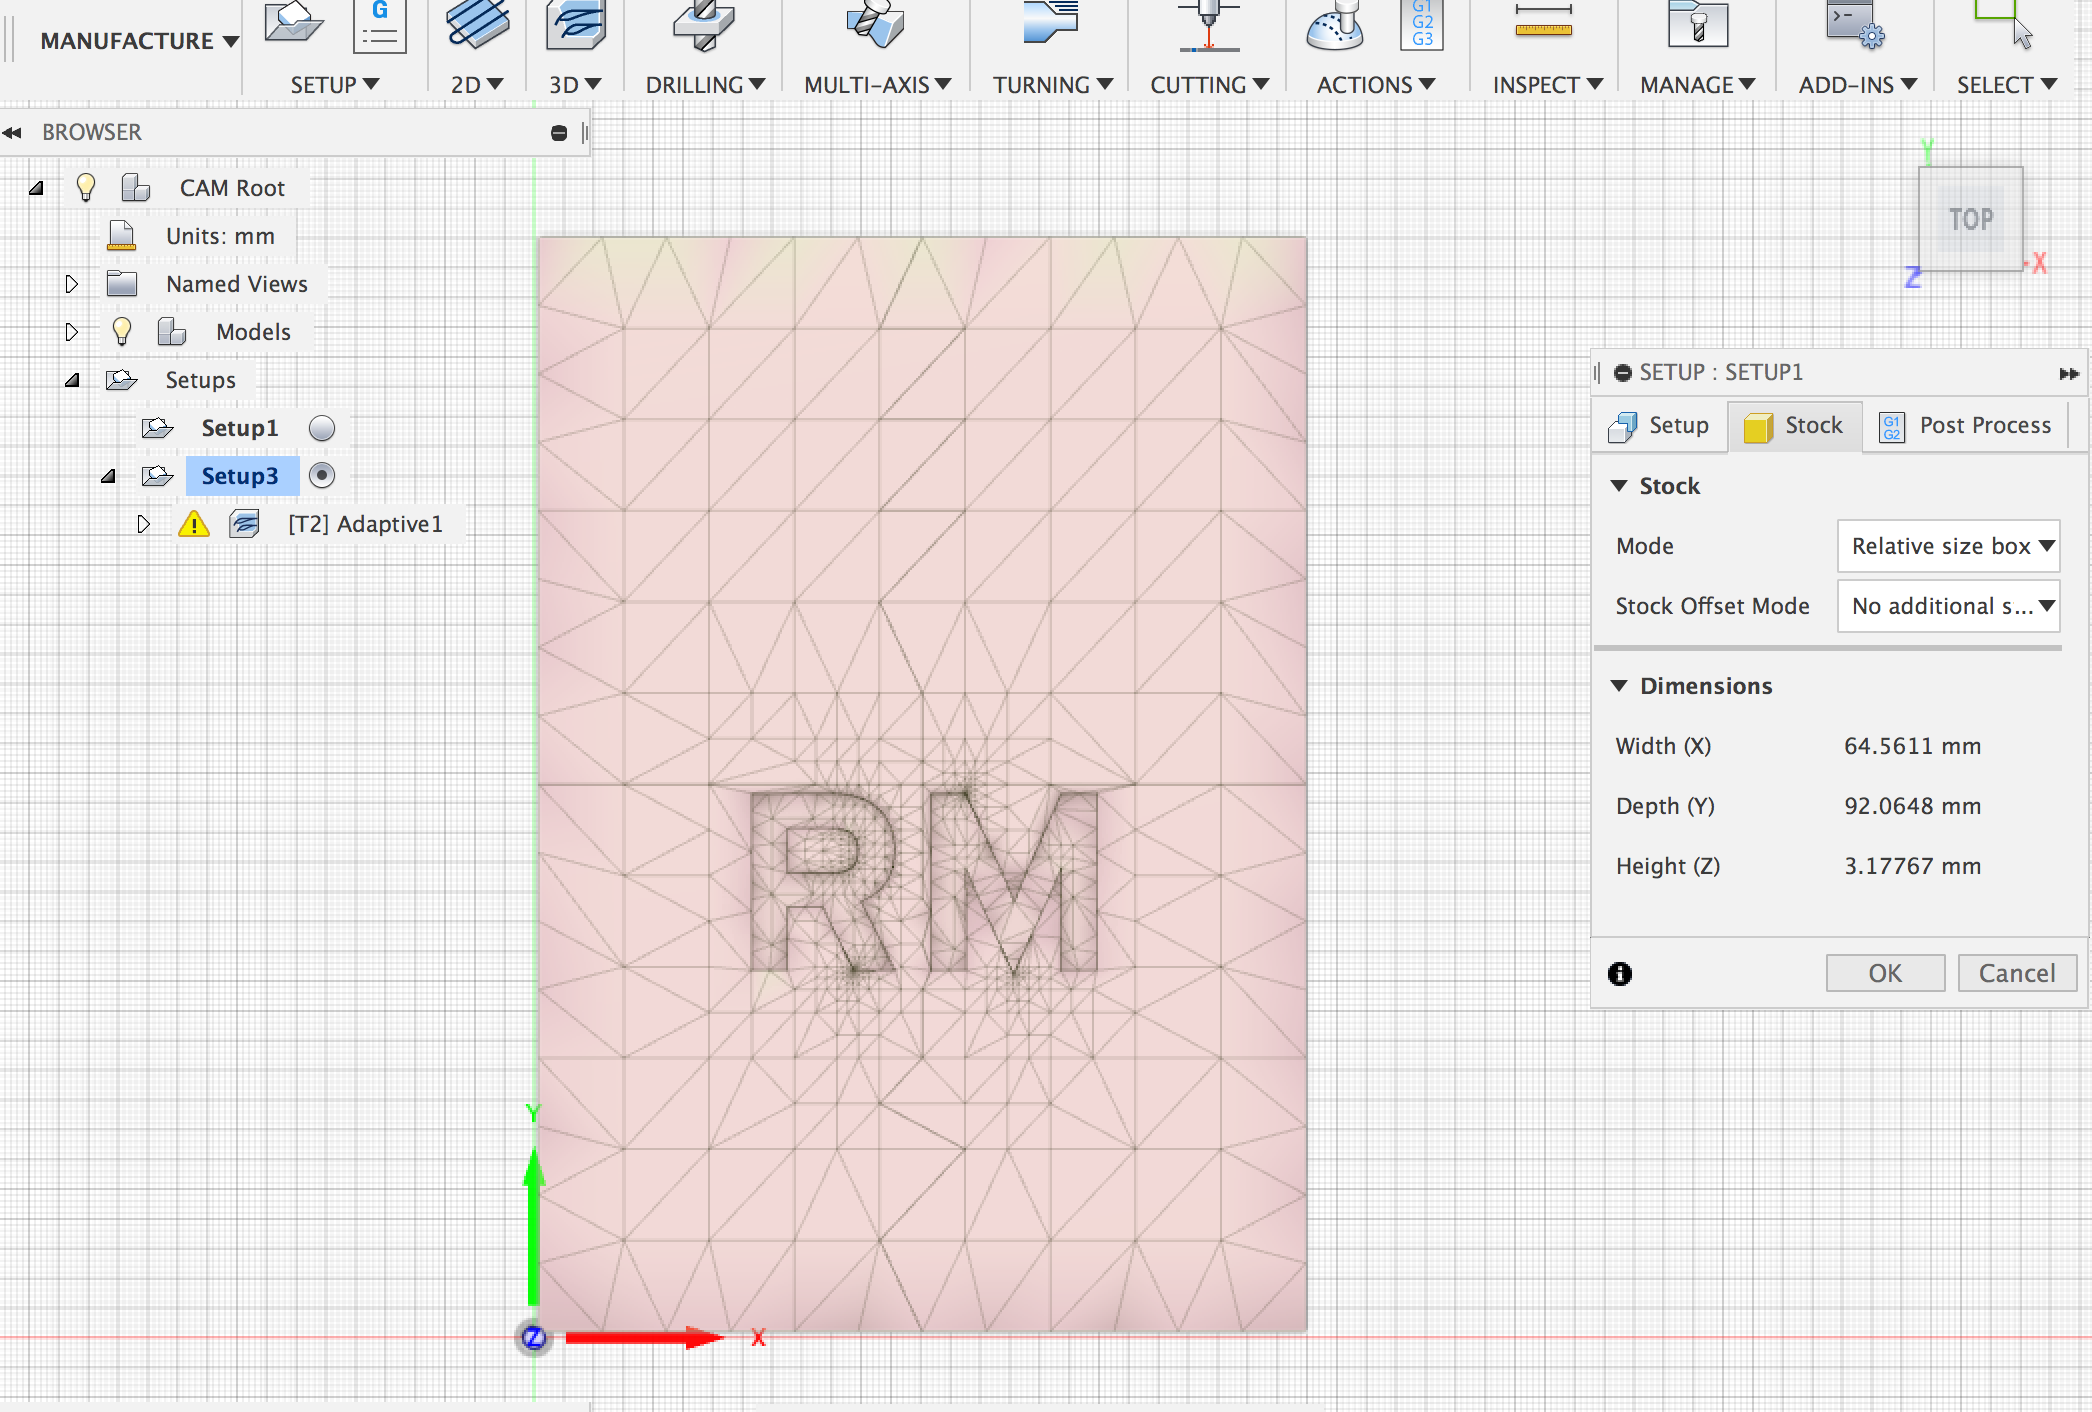 G
G1
G2
G3
MANUFACTURE
SETUP
2D
3D
DRILLING
MULTI-AXIS
TURNING
CUTTING
ACTIONS
INSPECT
MANAGE
ADD-INS
SELECT
BROWSER
CAM Root
Units: mm
Named Views
Models
Setups
Setup1
Setup3
[T2] Adaptive1
Y
TOP
-X
Z
SETUP : SETUP1
Setup
Stock
G1
G2
Post Process
Stock
Mode
Relative size box
Stock Offset Mode
No additional s...
Dimensions
Width (X)
64.5611 mm
Depth (Y)
92.0648 mm
Height (Z)
3.17767 mm
OK
Cancel
RM
Y
Z
X